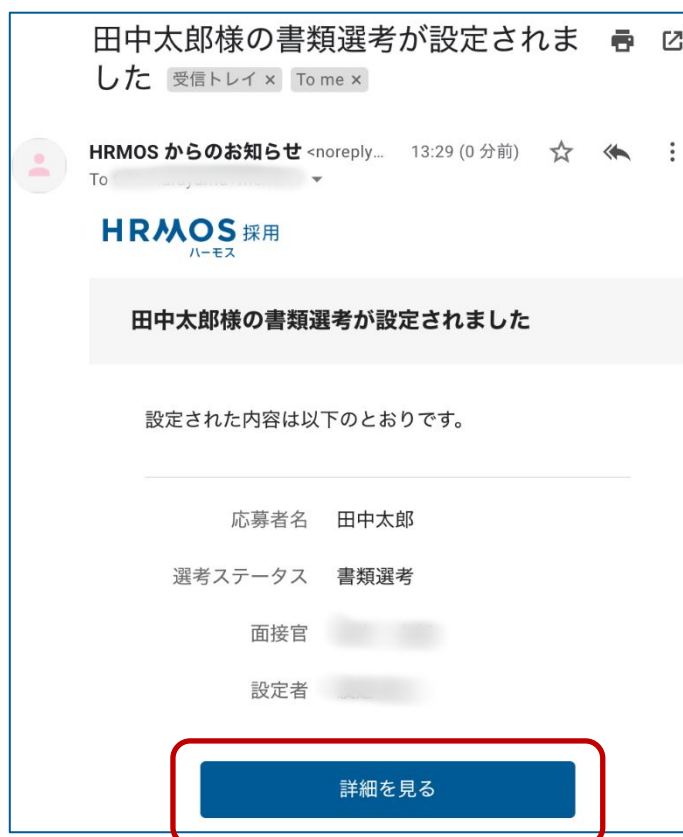 田中太郎様の書類選考が設定されま
した 受信トレイ × To me ×
HRMOS からのお知らせ <noreply... 13:29 (0 分前)
To
HRMOS 採用
ハーモス
田中太郎様の書類選考が設定されました
設定された内容は以下のとおりです。
応募者名 田中太郎
選考ステータス 書類選考
面接官
設定者
詳細を見る